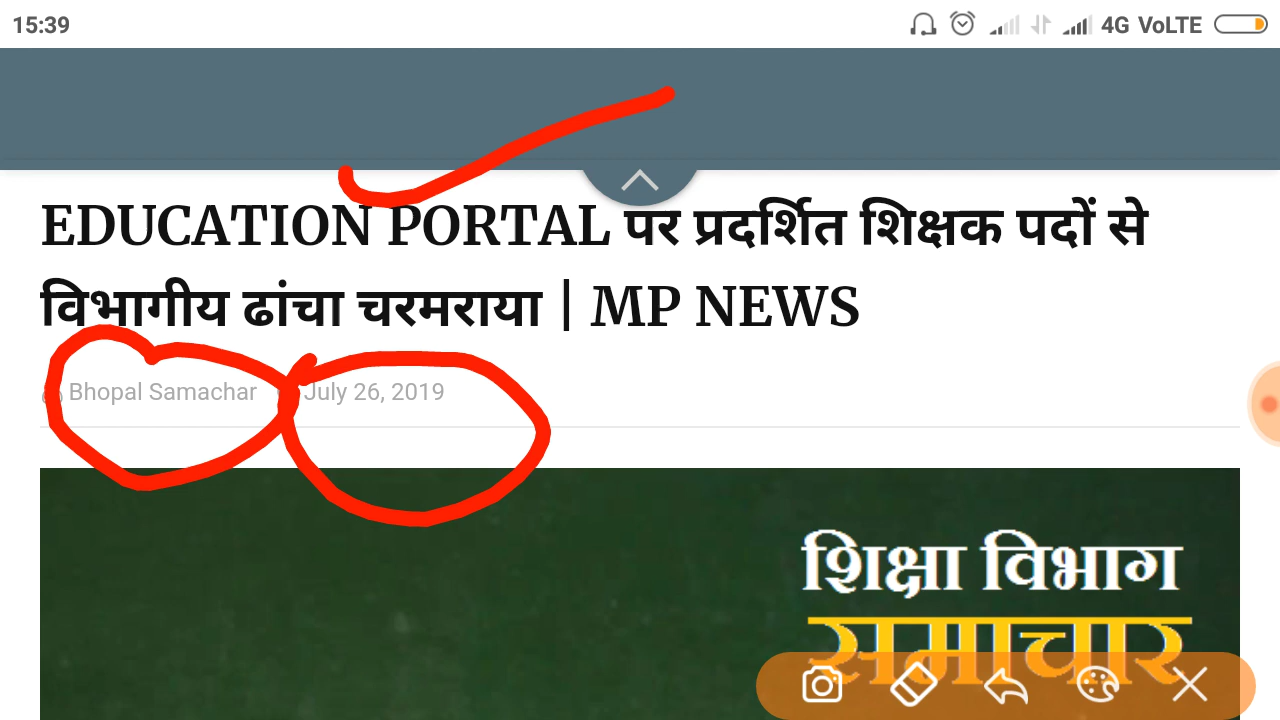 15:39 4G VoLTE
EDUCATION PORTAL पर प्रदर्शित शिक्षक पदों से
विभागीय ढांचा चरमराया | MP NEWS
Bhopal Samachar July 26, 2019
शिक्षा विभाग
समाचार